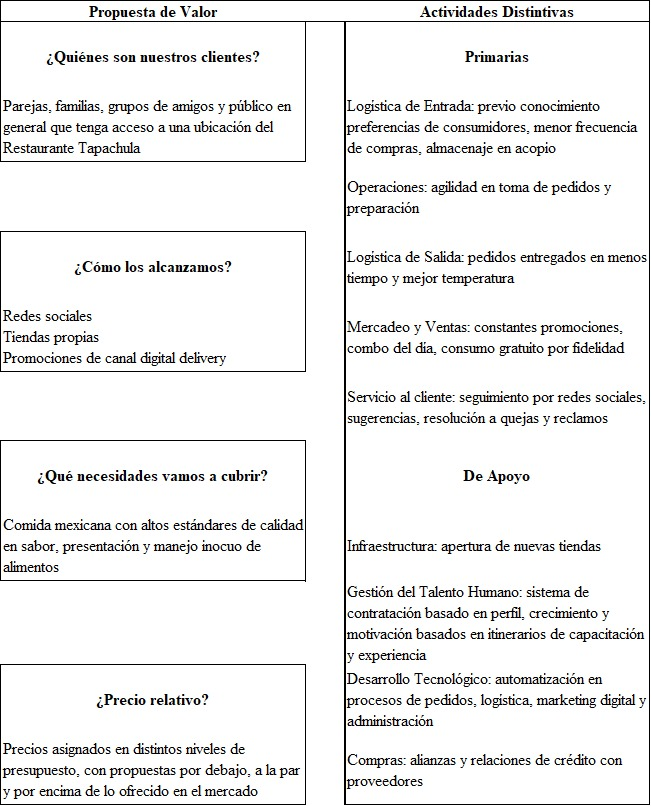 Propuesta de Valor
¿Quiénes son nuestros clientes?
Parejas, familias, grupos de amigos y público en
general que tenga acceso a una ubicación del
Restaurante Tapachula
¿Cómo los alcanzamos?
Redes sociales
Tiendas propias
Promociones de canal digital delivery
¿Qué necesidades vamos a cubrir?
Comida mexicana con altos estándares de calidad
en sabor, presentación y manejo inocuo de
alimentos
¿Precio relativo?
Precios asignados en distintos niveles de
presupuesto, con propuestas por debajo, a la par
y por encima de lo ofrecido en el mercado
Actividades Distintivas
Primarias
Logistica de Entrada: previo conocimiento
preferencias de consumidores, menor frecuencia
de compras, almacenaje en acopio
Operaciones: agilidad en toma de pedidos y
preparación
Logistica de Salida: pedidos entregados en menos
tiempo y mejor temperatura
Mercadeo y Ventas: constantes promociones,
combo del día, consumo gratuito por fidelidad
Servicio al cliente: seguimiento por redes sociales,
sugerencias, resolución a quejas y reclamos
De Apoyo
Infraestructura: apertura de nuevas tiendas
Gestión del Talento Humano: sistema de
contratación basado en perfil, crecimiento y
motivación basados en itinerarios de capacitación
y experiencia
Desarrollo Tecnológico: automatización en
procesos de pedidos, logística, marketing digital y
administración
Compras: alianzas y relaciones de crédito con
proveedores